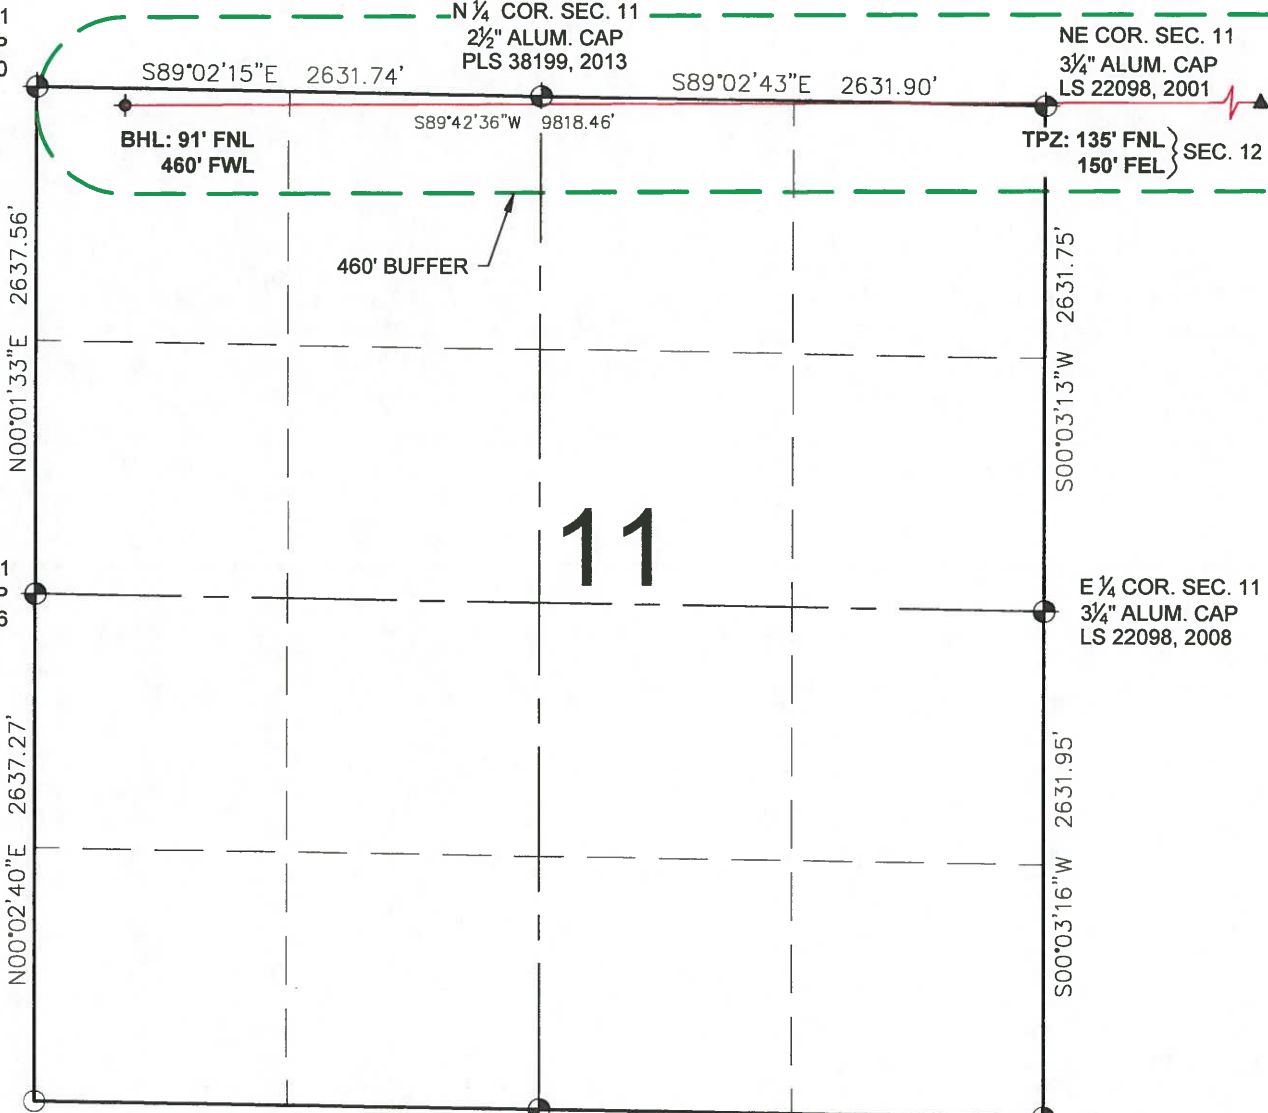 N ¼ COR. SEC. 11
2½" ALUM. CAP
PLS 38199, 2013
NE COR. SEC. 11
3¼" ALUM. CAP
LS 22098, 2001
S89°02'15"E 2631.74'
S89°02'43"E 2631.90'
S89°42'36"W 9818.46'
BHL: 91' FNL
460' FWL
TPZ: 135' FNL
150' FEL
SEC. 12
460' BUFFER
N00°01'33"E 2637.56'
S00°03'13"W 2631.75'
11
1
6
E ¼ COR. SEC. 11
3¼" ALUM. CAP
LS 22098, 2008
N00°02'40"E 2637.27'
S00°03'16"W 2631.95'
1
0